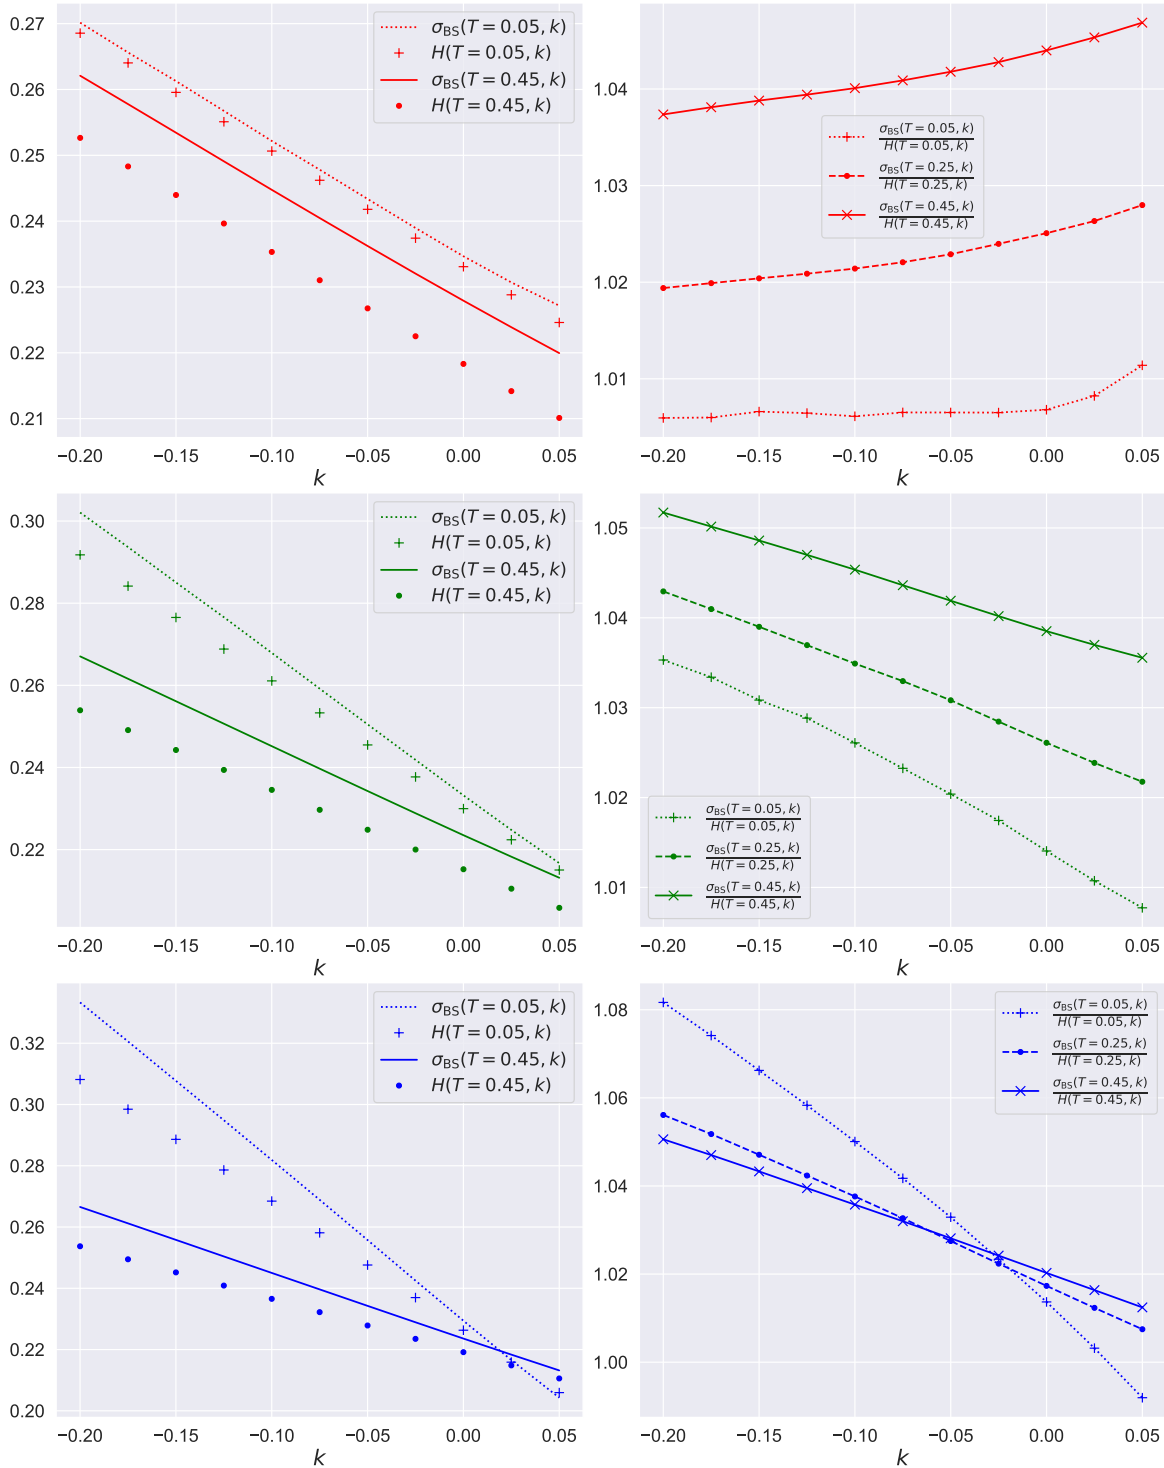 0.27
0.26
0.25
0.24
0.23
0.22
0.21
σBS(T = 0.05, k)
H(T = 0.05, k)
σBS(T = 0.45, k)
H(T = 0.45, k)
−0.20 −0.15 −0.10 −0.05 0.00 0.05
k
1.04
1.03
1.02
1.01
σBS(T = 0.05, k)
H(T = 0.05, k)
σBS(T = 0.25, k)
H(T = 0.25, k)
σBS(T = 0.45, k)
H(T = 0.45, k)
−0.20 −0.15 −0.10 −0.05 0.00 0.05
k
0.30
0.28
0.26
0.24
0.22
σBS(T = 0.05, k)
H(T = 0.05, k)
σBS(T = 0.45, k)
H(T = 0.45, k)
−0.20 −0.15 −0.10 −0.05 0.00 0.05
k
1.05
1.04
1.03
1.02
1.01
σBS(T = 0.05, k)
H(T = 0.05, k)
σBS(T = 0.25, k)
H(T = 0.25, k)
σBS(T = 0.45, k)
H(T = 0.45, k)
−0.20 −0.15 −0.10 −0.05 0.00 0.05
k
0.32
0.30
0.28
0.26
0.24
0.22
0.20
σBS(T = 0.05, k)
H(T = 0.05, k)
σBS(T = 0.45, k)
H(T = 0.45, k)
−0.20 −0.15 −0.10 −0.05 0.00 0.05
k
1.08
1.06
1.04
1.02
1.00
σBS(T = 0.05, k)
H(T = 0.05, k)
σBS(T = 0.25, k)
H(T = 0.25, k)
σBS(T = 0.45, k)
H(T = 0.45, k)
−0.20 −0.15 −0.10 −0.05 0.00 0.05
k